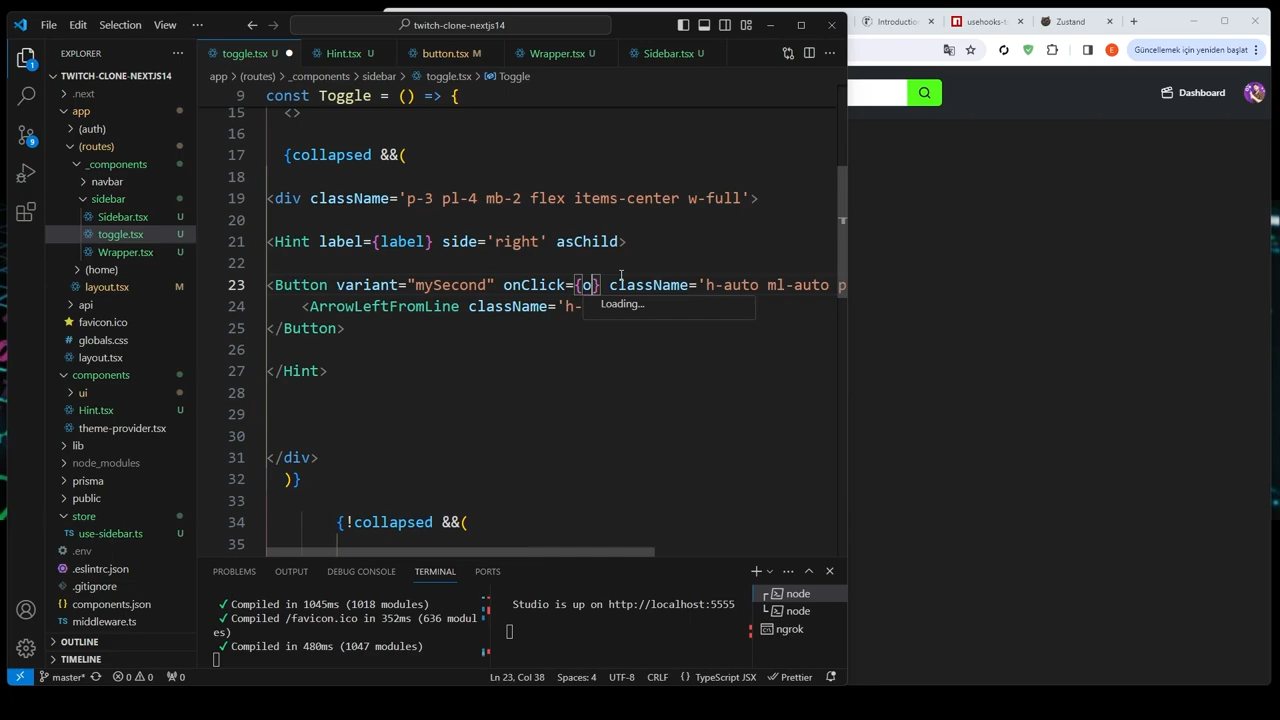 File Edit Selection View ··· twitch-clone-nextjs14
Introduction usehooks-t Zustand
Güncellemek için yeniden başlat
Dashboard
EXPLORER
TWITCH-CLONE-NEXTJS14
.next
app
(auth)
(routes)
_components
navbar
sidebar
Sidebar.tsx U
toggle.tsx U
Wrapper.tsx U
(home)
layout.tsx U
api
favicon.ico
globals.css
layout.tsx
components
ui
Hint.tsx U
theme-provider.tsx
lib
node_modules
prisma
public
store
use-sidebar.ts U
.env
.eslintrc.json
.gitignore
components.json
middleware.ts
OUTLINE
TIMELINE
toggle.tsx U Hint.tsx U button.tsx M Wrapper.tsx U Sidebar.tsx U
app > (routes) > _components > sidebar > toggle.tsx > Toggle
9 const Toggle = () => {
15 <>
16
17 {collapsed &&(
18
19 <div className='p-3 pl-4 mb-2 flex items-center w-full'>
20
21 <Hint label={label} side='right' asChild>
22
23 <Button variant="mySecond" onClick={o} className='h-auto ml-auto p
24 <ArrowLeftFromLine className='h-
Loading...
25 </Button>
26
27 </Hint>
28
29
30
31 </div>
32 )}
33
34 {!collapsed &&(
35
PROBLEMS OUTPUT DEBUG CONSOLE TERMINAL PORTS
✓ Compiled in 1045ms (1018 modules)
✓ Compiled /favicon.ico in 352ms (636 modul
es)
✓ Compiled in 480ms (1047 modules)
Studio is up on http://localhost:5555
node
node
ngrok
master* 0 0 0 Ln 23, Col 38 Spaces: 4 UTF-8 CRLF {} TypeScript JSX Prettier